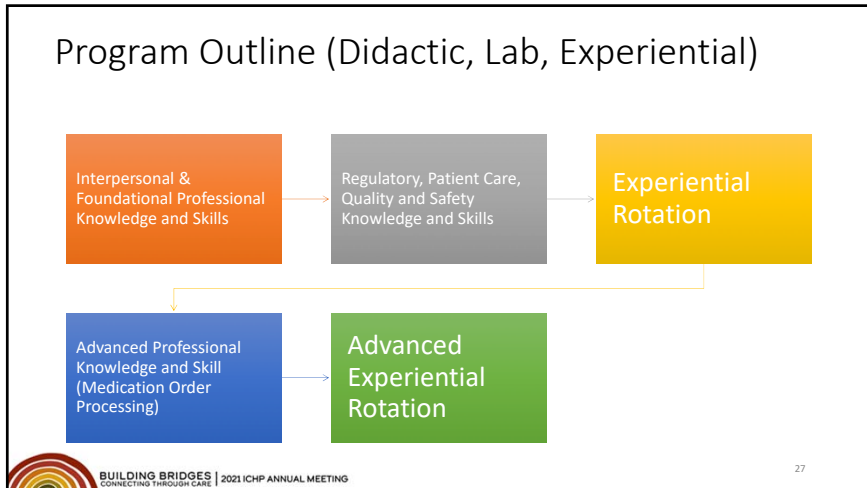 Program Outline (Didactic, Lab, Experiential)
Interpersonal &
Foundational Professional
Knowledge and Skills
Regulatory, Patient Care,
Quality and Safety
Knowledge and Skills
Experiential
Rotation
Advanced Professional
Knowledge and Skill
(Medication Order
Processing)
Advanced
Experiential
Rotation
BUILDING BRIDGES | 2021 ICHP ANNUAL MEETING
CONNECTING THROUGH CARE
27